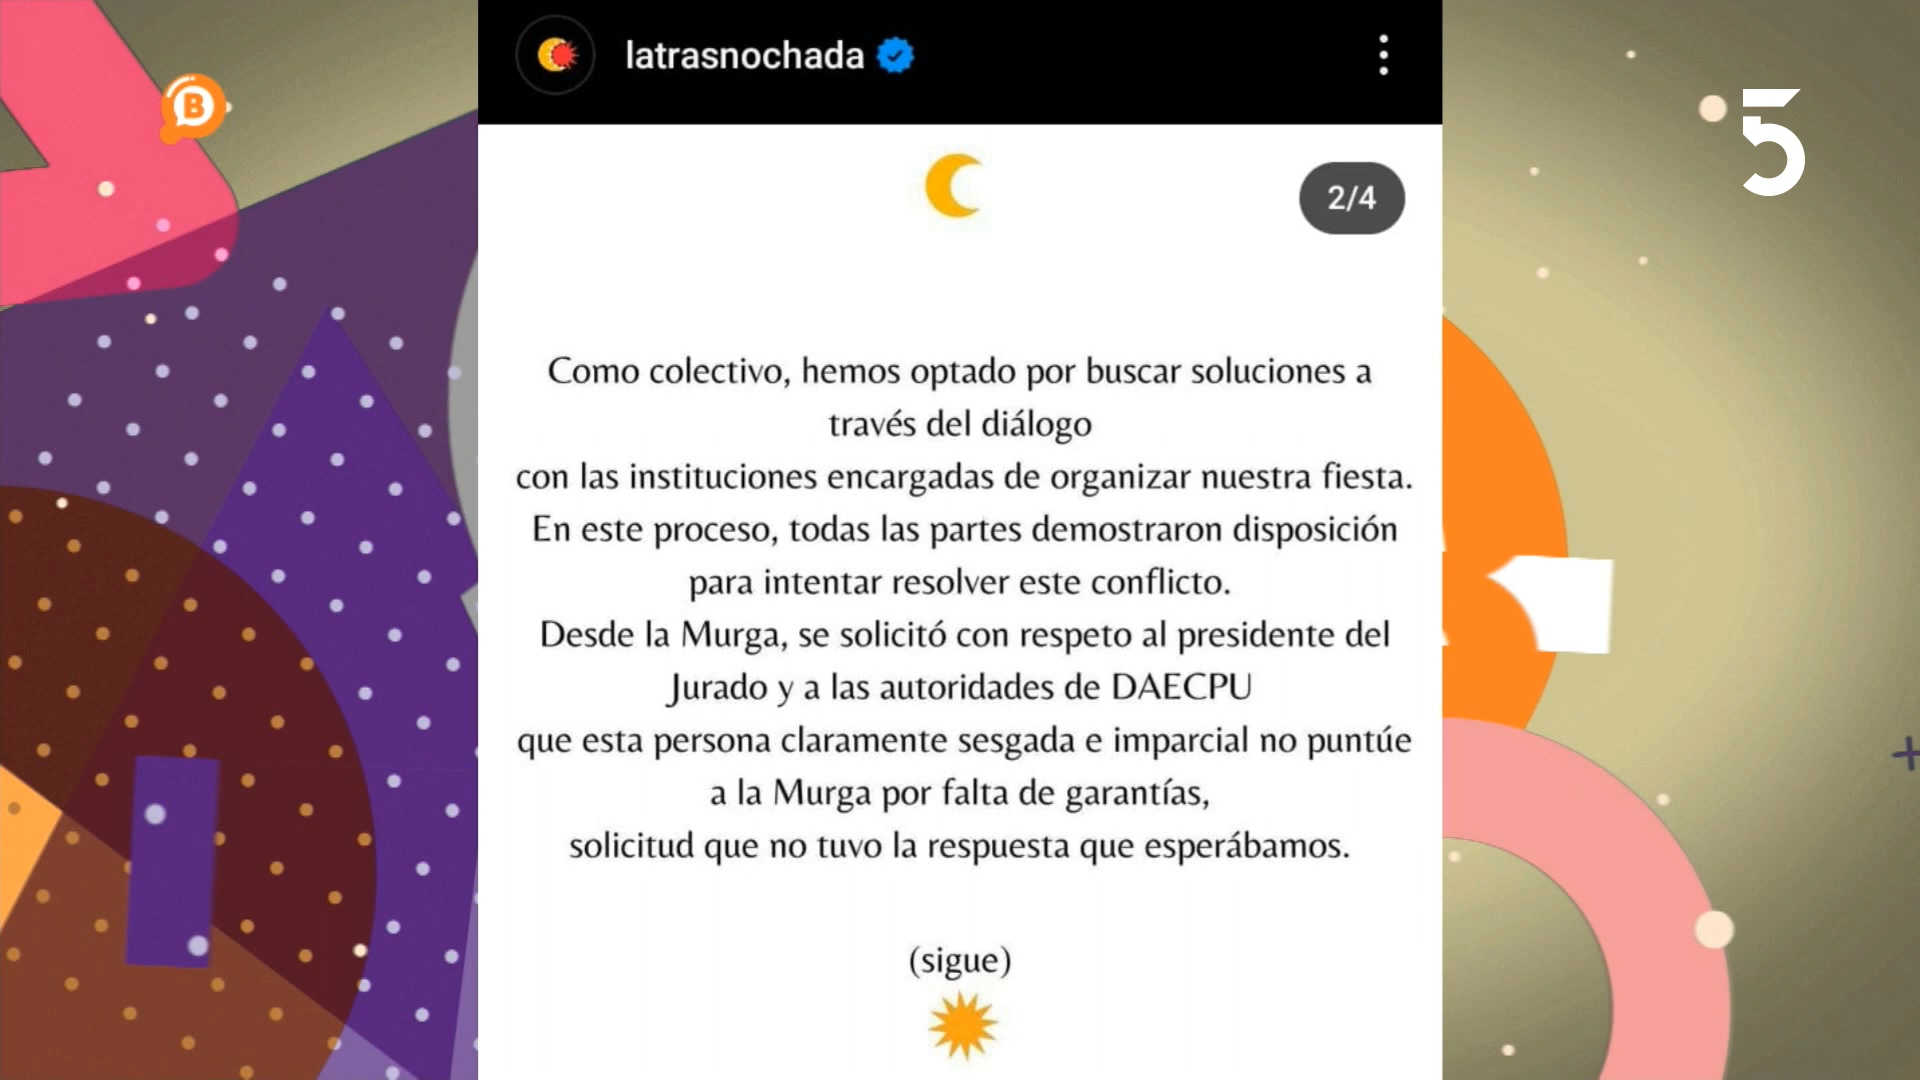 latrasnochada
B
5
2/4
Como colectivo, hemos optado por buscar soluciones a
través del diálogo
con las instituciones encargadas de organizar nuestra fiesta.
En este proceso, todas las partes demostraron disposición
para intentar resolver este conflicto.
Desde la Murga, se solicitó con respeto al presidente del
Jurado y a las autoridades de DAECPU
que esta persona claramente sesgada e imparcial no puntúe
a la Murga por falta de garantías,
solicitud que no tuvo la respuesta que esperábamos.
(sigue)